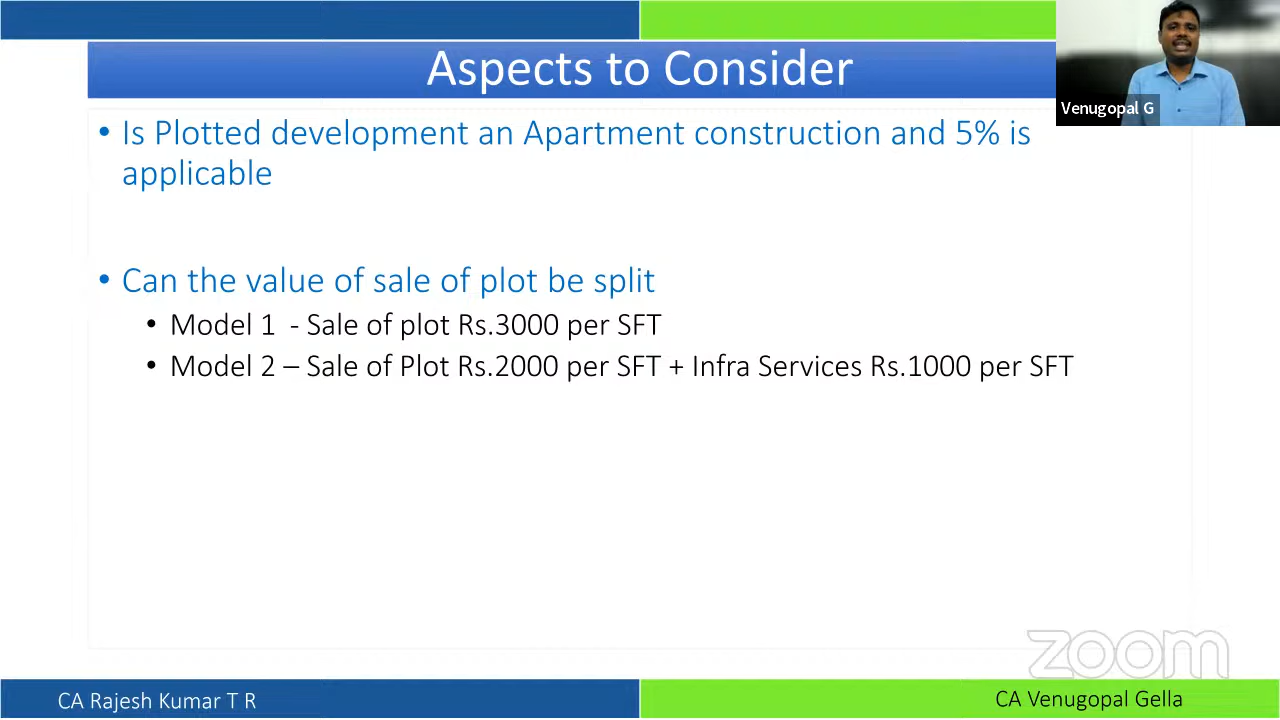 Aspects to Consider
Venugopal G
• Is Plotted development an Apartment construction and 5% is
applicable
• Can the value of sale of plot be split
• Model 1 - Sale of plot Rs.3000 per SFT
• Model 2 – Sale of Plot Rs.2000 per SFT + Infra Services Rs.1000 per SFT
zoom
CA Rajesh Kumar T R
CA Venugopal Gella